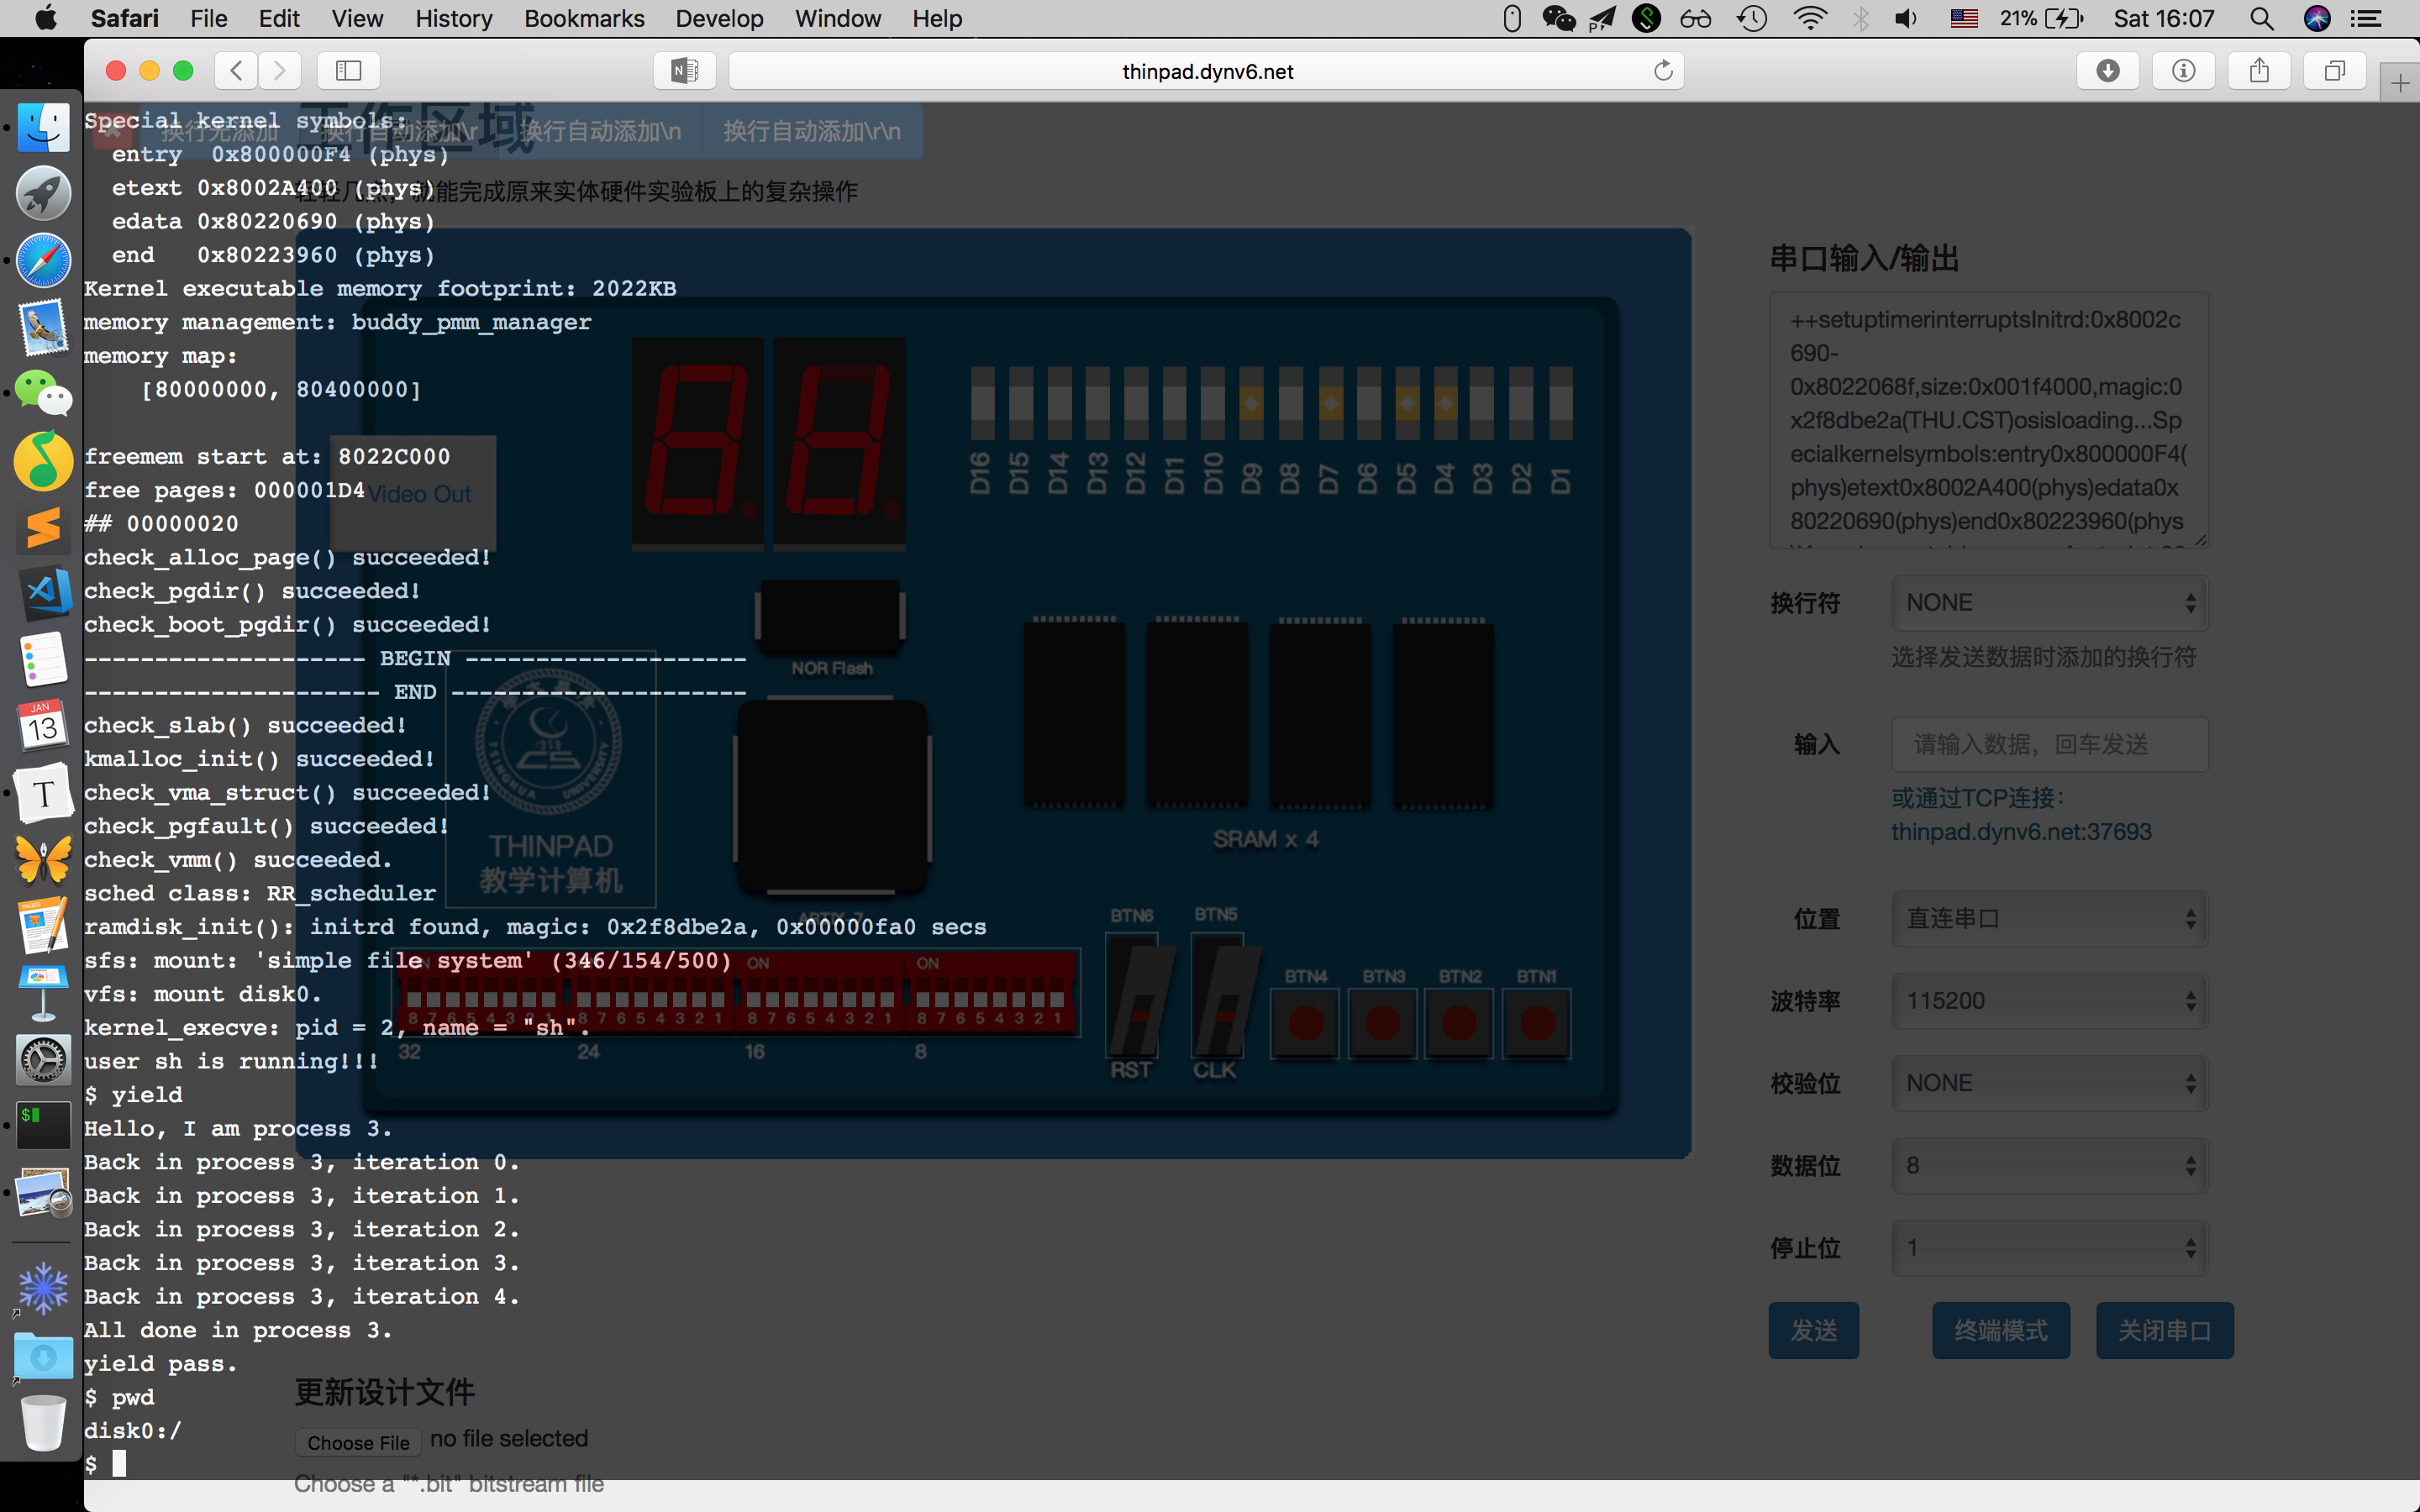 Safari File Edit View History Bookmarks Develop Window Help
21% Sat 16:07
thinpad.dynv6.net
工作区域
换行无添加 换行自动添加\r 换行自动添加\n 换行自动添加\r\n
就能完成原来实体硬件实验板上的复杂操作
Special kernel symbols:
entry 0x800000F4 (phys)
etext 0x8002A400 (phys)
edata 0x80220690 (phys)
end 0x80223960 (phys)
Kernel executable memory footprint: 2022KB
memory management: buddy_pmm_manager
memory map:
[80000000, 80400000]
freemem start at: 8022C000
free pages: 000001D4
## 00000020
check_alloc_page() succeeded!
check_pgdir() succeeded!
check_boot_pgdir() succeeded!
-------------------- BEGIN --------------------
--------------------- END ---------------------
check_slab() succeeded!
kmalloc_init() succeeded!
check_vma_struct() succeeded!
check_pgfault() succeeded!
check_vmm() succeeded.
sched class: RR_scheduler
ramdisk_init(): initrd found, magic: 0x2f8dbe2a, 0x00000fa0 secs
sfs: mount: 'simple file system' (346/154/500)
vfs: mount disk0.
kernel_execve: pid = 2, name = "sh".
user sh is running!!!
$ yield
Hello, I am process 3.
Back in process 3, iteration 0.
Back in process 3, iteration 1.
Back in process 3, iteration 2.
Back in process 3, iteration 3.
Back in process 3, iteration 4.
All done in process 3.
yield pass.
$ pwd
disk0:/
$
Video Out
D16 D15 D14 D13 D12 D11 D10 D9 D8 D7 D6 D5 D4 D3 D2 D1
NOR Flash
1958
TSINGHUA UNIVERSITY
THINPAD
教学计算机
SRAM x 4
BTN6 BTN5
BTN4 BTN3 BTN2 BTN1
ON ON
8 7 6 5 4 3 2 1 8 7 6 5 4 3 2 1 8 7 6 5 4 3 2 1 8 7 6 5 4 3 2 1
32 24 16 8
RST CLK
更新设计文件
Choose File no file selected
Choose a "*.bit" bitstream file
串口输入/输出
++setuptimerinterruptsInitrd:0x8002c
690-
0x8022068f,size:0x001f4000,magic:0
x2f8dbe2a(THU.CST)osisloading...Sp
ecialkernelsymbols:entry0x800000F4(
phys)etext0x8002A400(phys)edata0x
80220690(phys)end0x80223960(phys
换行符 NONE
选择发送数据时添加的换行符
输入 请输入数据，回车发送
或通过TCP连接：
thinpad.dynv6.net:37693
位置 直连串口
波特率 115200
校验位 NONE
数据位 8
停止位 1
发送 终端模式 关闭串口
JAN
13
PAGES